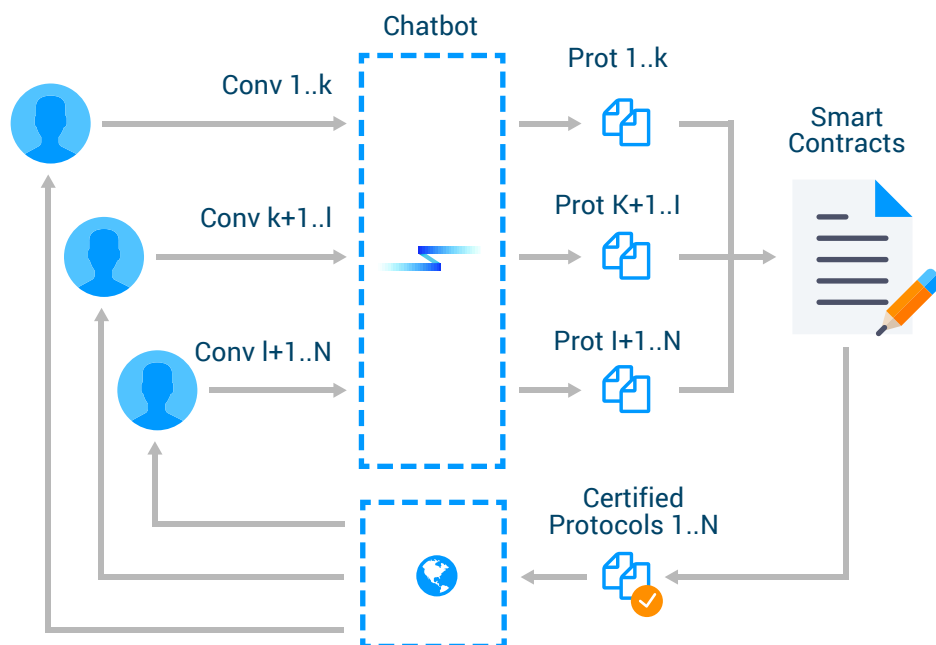 Chatbot
Conv 1..k
Prot 1..k
Smart
Contracts
Conv k+1..l
Prot K+1..I
Conv l+1..N
Prot I+1..N
Certified
Protocols 1..N